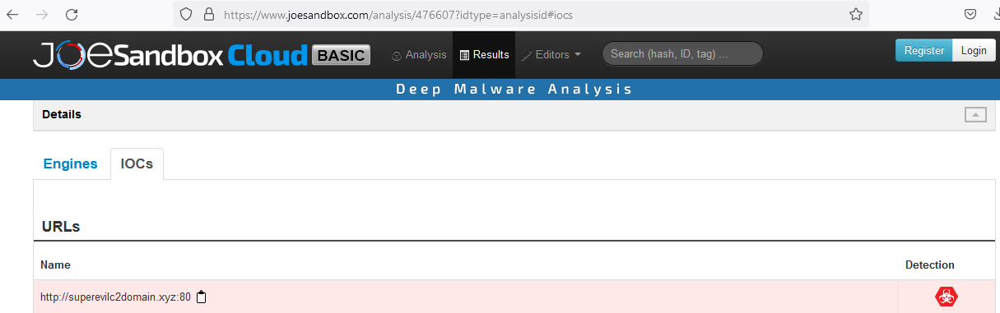 https://www.joesandbox.com/analysis/476607?idtype=analysisid#iocs
JOeSandbox Cloud BASIC Analysis Results Editors Search (hash, ID, tag) ... Register Login
Deep Malware Analysis
Details
Engines IOCs
URLs
Name Detection
http://superevilc2domain.xyz:80